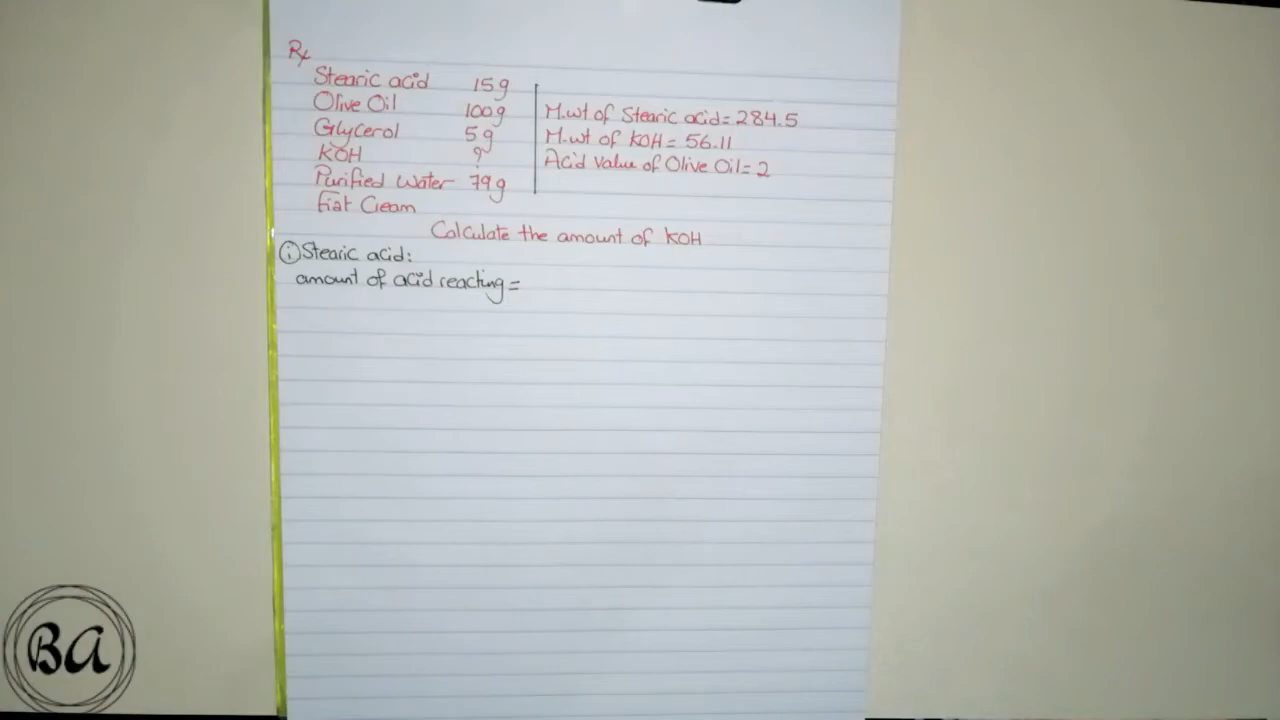 Rx
Stearic acid 15g
Olive Oil 100g
Glycerol 5g
KOH ?
Purified Water 79g
Fiat Cream
M.wt of Stearic acid = 284.5
M.wt of KOH = 56.11
Acid Value of Olive Oil = 2
Calculate the amount of KOH
① Stearic acid:
amount of acid reacting =
BA